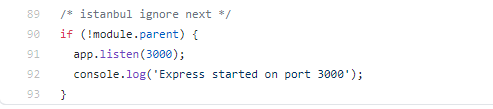 89 /* istanbul ignore next */
90 if (!module.parent) {
91   app.listen(3000);
92   console.log('Express started on port 3000');
93 }